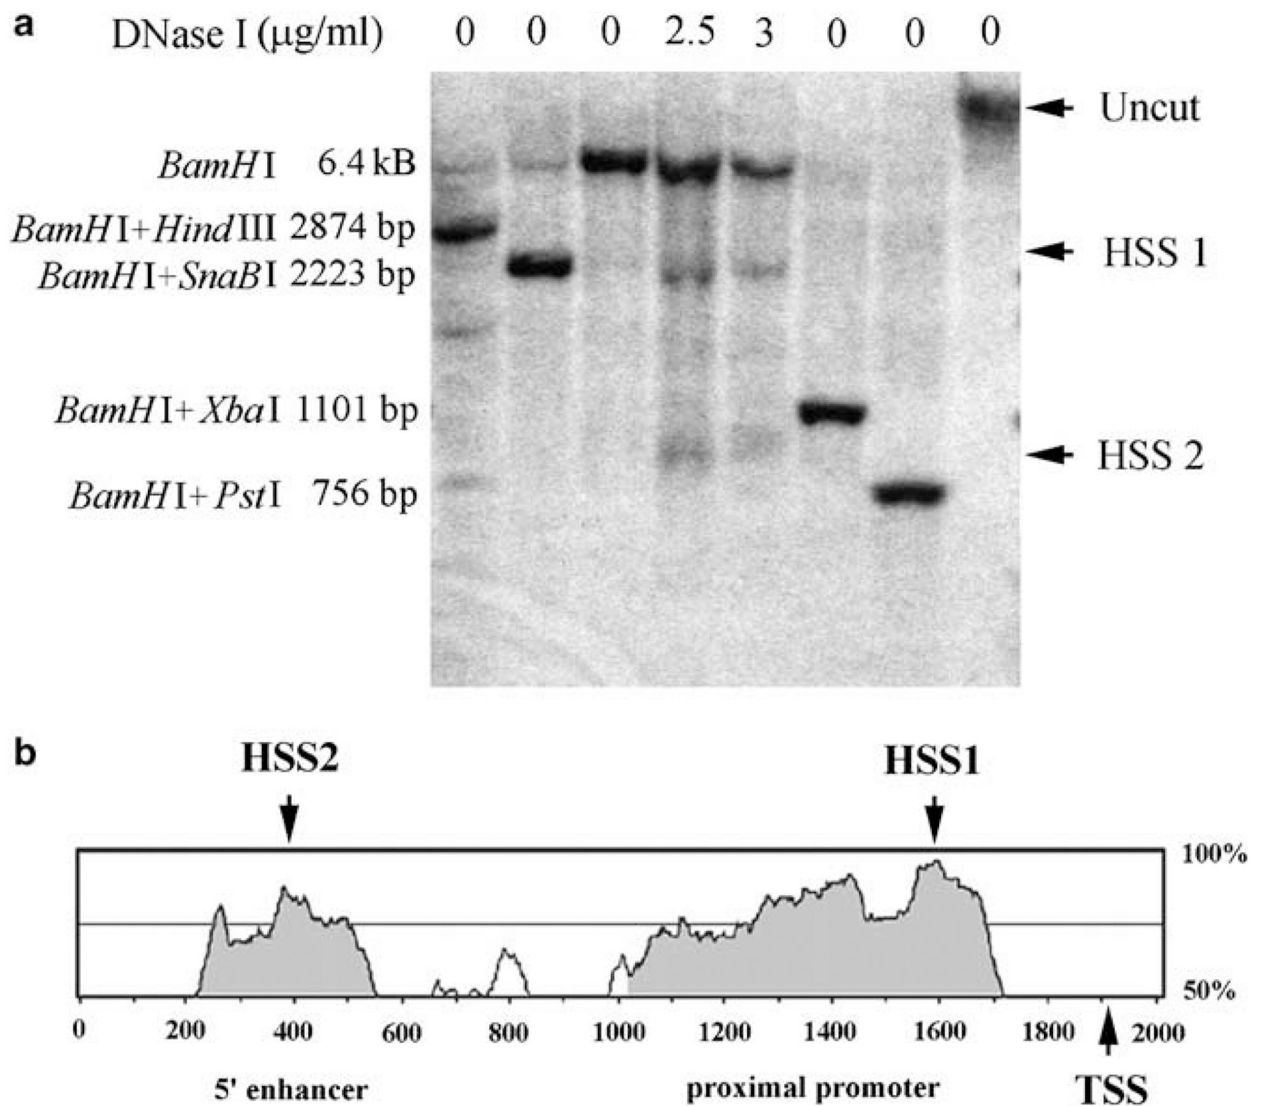 a DNase I (µg/ml) 0 0 0 2.5 3 0 0 0
Uncut
BamHI 6.4 kB
BamHI+HindIII 2874 bp
HSS 1
BamHI+SnaBI 2223 bp
BamHI+XbaI 1101 bp
HSS 2
BamHI+PstI 756 bp
b HSS2 HSS1
100%
50%
0 200 400 600 800 1000 1200 1400 1600 1800 2000
5' enhancer proximal promoter TSS